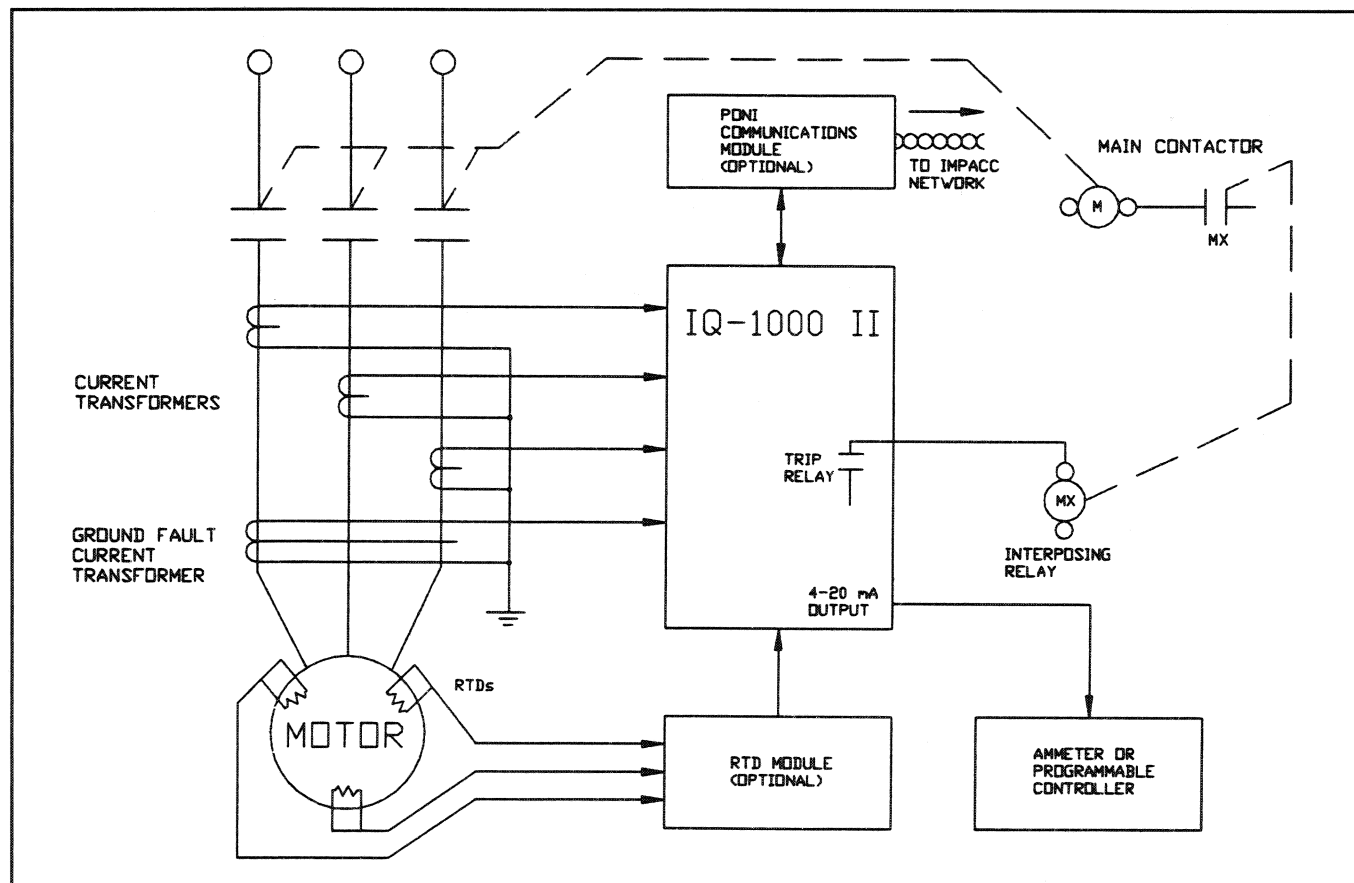 PONI
COMMUNICATIONS
MODULE
(OPTIONAL)
TO IMPACC
NETWORK
MAIN CONTACTOR
M
MX
IQ-1000 II
CURRENT
TRANSFORMERS
TRIP
RELAY
MX
INTERPOSING
RELAY
GROUND FAULT
CURRENT
TRANSFORMER
4-20 mA
OUTPUT
RTDs
MOTOR
RTD MODULE
(OPTIONAL)
AMMETER OR
PROGRAMMABLE
CONTROLLER